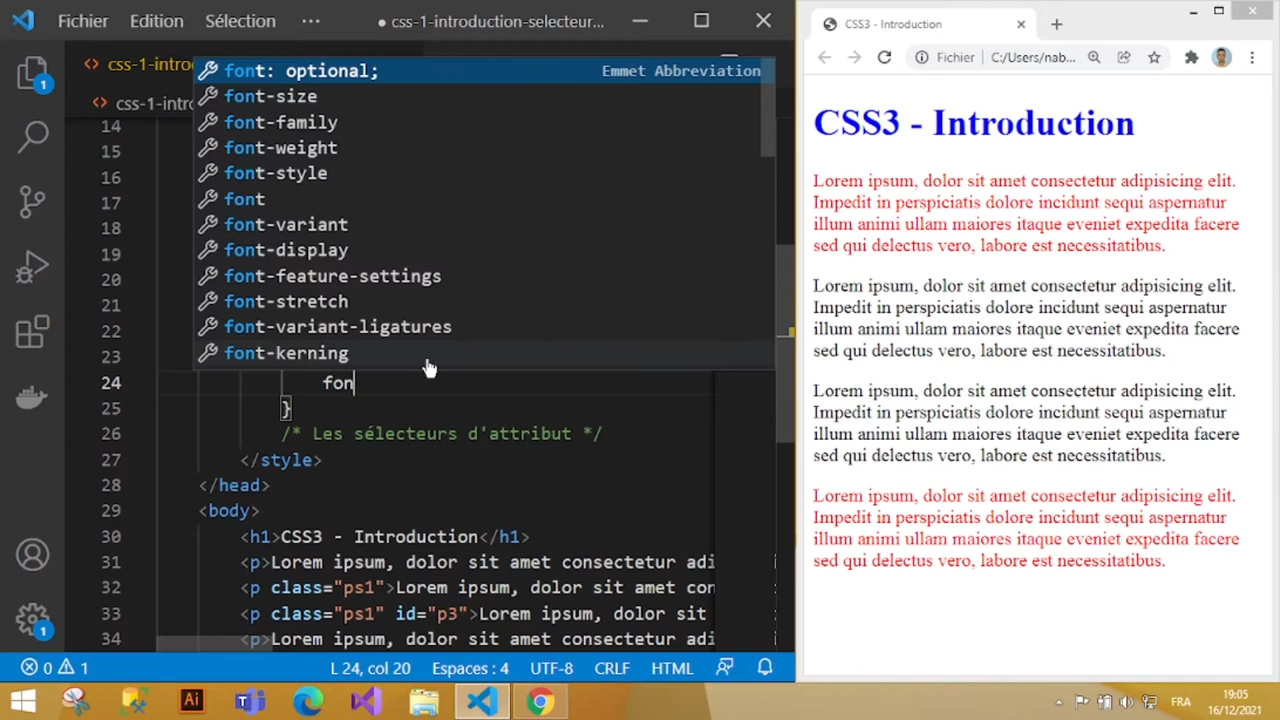 Fichier Edition Sélection ··· ● css-1-introduction-selecteur...
css-1-intro
css-1-intro
font: optional; Emmet Abbreviation
font-size
font-family
font-weight
font-style
font
font-variant
font-display
font-feature-settings
font-stretch
font-variant-ligatures
font-kerning
14
15
16
17
18
19
20
21
22
23
24 fon
25 }
26 /* Les sélecteurs d'attribut */
27 </style>
28 </head>
29 <body>
30 <h1>CSS3 - Introduction</h1>
31 <p>Lorem ipsum, dolor sit amet consectetur adi
32 <p class="ps1">Lorem ipsum, dolor sit amet con
33 <p class="ps1" id="p3">Lorem ipsum, dolor sit
34 <p>Lorem ipsum, dolor sit amet consectetur adi
1
1
0 1 L 24, col 20 Espaces : 4 UTF-8 CRLF HTML
CSS3 - Introduction
Fichier C:/Users/nab...
CSS3 - Introduction
Lorem ipsum, dolor sit amet consectetur adipisicing elit.
Impedit in perspiciatis dolore incidunt sequi aspernatur
illum animi ullam maiores itaque eveniet expedita facere
sed qui delectus vero, labore est necessitatibus.
Lorem ipsum, dolor sit amet consectetur adipisicing elit.
Impedit in perspiciatis dolore incidunt sequi aspernatur
illum animi ullam maiores itaque eveniet expedita facere
sed qui delectus vero, labore est necessitatibus.
Lorem ipsum, dolor sit amet consectetur adipisicing elit.
Impedit in perspiciatis dolore incidunt sequi aspernatur
illum animi ullam maiores itaque eveniet expedita facere
sed qui delectus vero, labore est necessitatibus.
Lorem ipsum, dolor sit amet consectetur adipisicing elit.
Impedit in perspiciatis dolore incidunt sequi aspernatur
illum animi ullam maiores itaque eveniet expedita facere
sed qui delectus vero, labore est necessitatibus.
Ai
FRA
19:05
16/12/2021